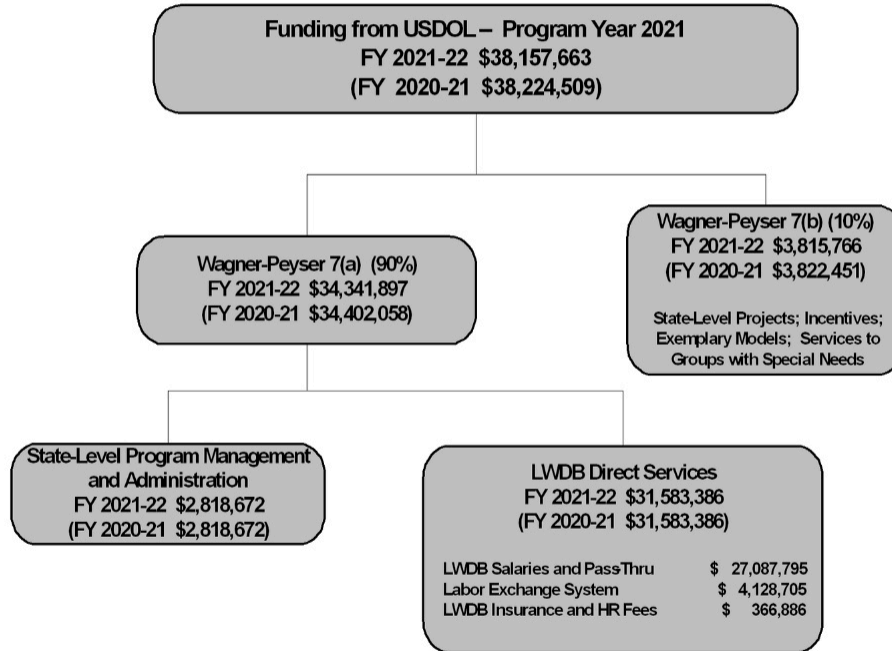 Funding from USDOL – Program Year 2021
FY 2021-22 $38,157,663
(FY 2020-21 $38,224,509)
Wagner-Peyser 7(a) (90%)
FY 2021-22 $34,341,897
(FY 2020-21 $34,402,058)
Wagner-Peyser 7(b) (10%)
FY 2021-22 $3,815,766
(FY 2020-21 $3,822,451)
State-Level Projects; Incentives;
Exemplary Models; Services to
Groups with Special Needs
State-Level Program Management
and Administration
FY 2021-22 $2,818,672
(FY 2020-21 $2,818,672)
LWDB Direct Services
FY 2021-22 $31,583,386
(FY 2020-21 $31,583,386)
LWDB Salaries and Pass-Thru $ 27,087,795
Labor Exchange System $ 4,128,705
LWDB Insurance and HR Fees $ 366,886